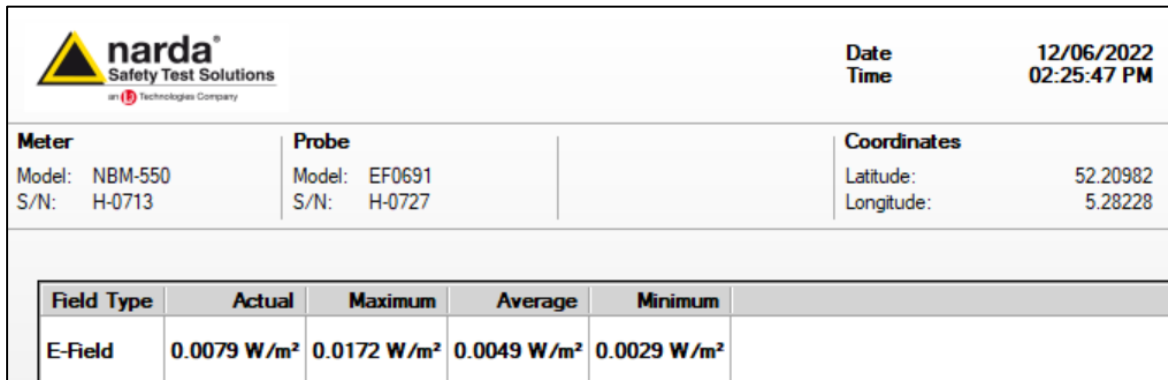 narda®
Safety Test Solutions
an L3 Technologies Company
Date 12/06/2022
Time 02:25:47 PM
Meter Probe Coordinates
Model: NBM-550 Model: EF0691 Latitude: 52.20982
S/N: H-0713 S/N: H-0727 Longitude: 5.28228
Field Type Actual Maximum Average Minimum
E-Field 0.0079 W/m² 0.0172 W/m² 0.0049 W/m² 0.0029 W/m²